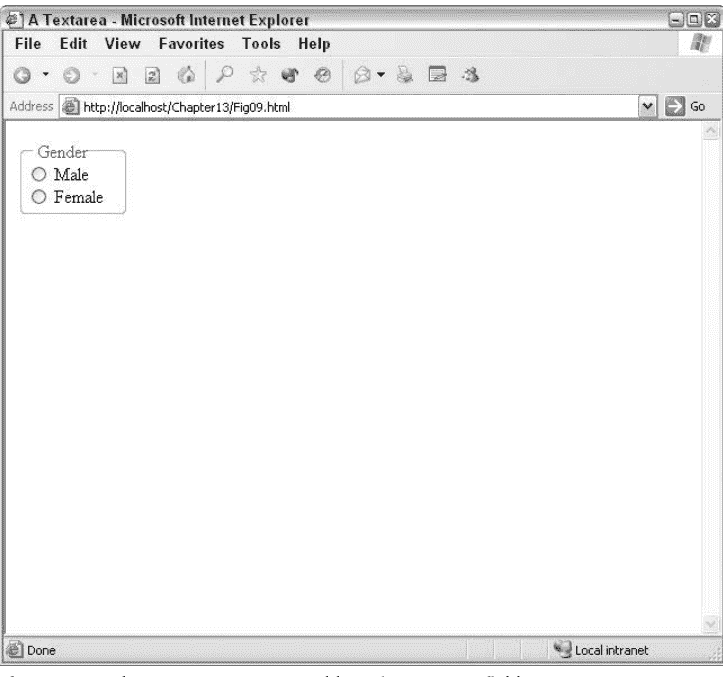 A Textarea - Microsoft Internet Explorer
File Edit View Favorites Tools Help
Address http://localhost/Chapter13/Fig09.html Go
Gender
Male
Female
Done Local intranet